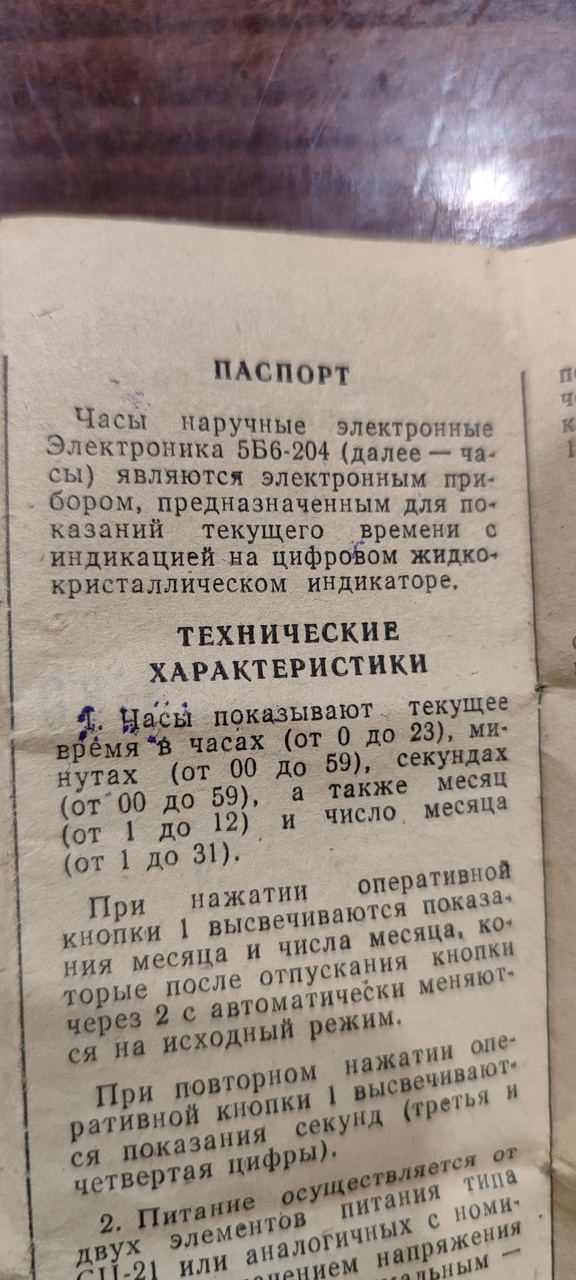 ПАСПОРТ
Часы наручные электронные
Электроника 5Б6-204 (далее — ча-
сы) являются электронным при-
бором, предназначенным для по-
казаний текущего времени с
индикацией на цифровом жидко-
кристаллическом индикаторе.
ТЕХНИЧЕСКИЕ
ХАРАКТЕРИСТИКИ
1. Часы показывают текущее
время в часах (от 0 до 23), ми-
нутах (от 00 до 59), секундах
(от 00 до 59), а также месяц
(от 1 до 12) и число месяца
(от 1 до 31).
При нажатии оперативной
кнопки 1 высвечиваются показа-
ния месяца и числа месяца, ко-
торые после отпускания кнопки
через 2 с автоматически меняют-
ся на исходный режим.
При повторном нажатии опе-
ративной кнопки 1 высвечивают-
ся показания секунд (третья и
четвертая цифры).
2. Питание осуществляется от
двух элементов питания типа
СЦ-21 или аналогичных с номи-
напряжения